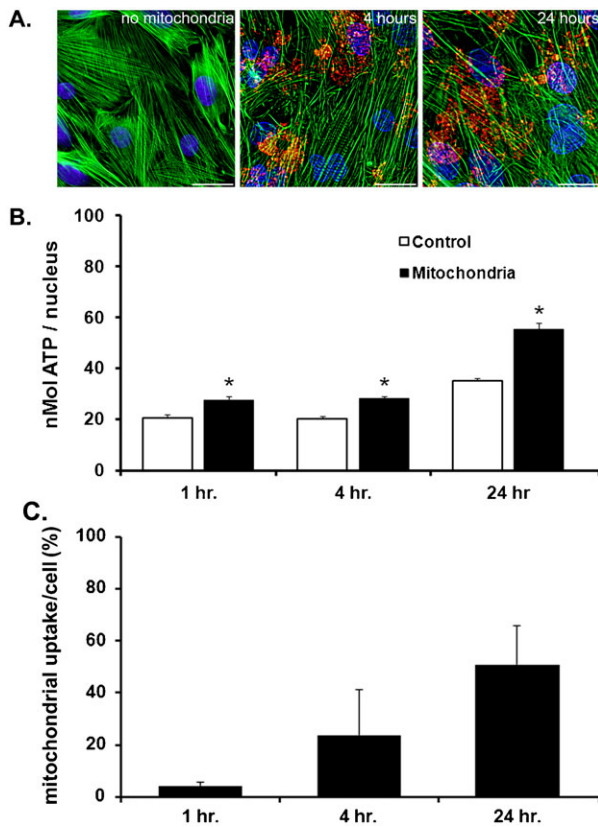 A.
no mitochondria
4 hours
24 hours
B.
nMol ATP / nucleus
100
80
60
40
20
0
Control
Mitochondria
*
*
*
1 hr.
4 hr.
24 hr
C.
mitochondrial uptake/cell (%)
100
80
60
40
20
0
1 hr.
4 hr.
24 hr.